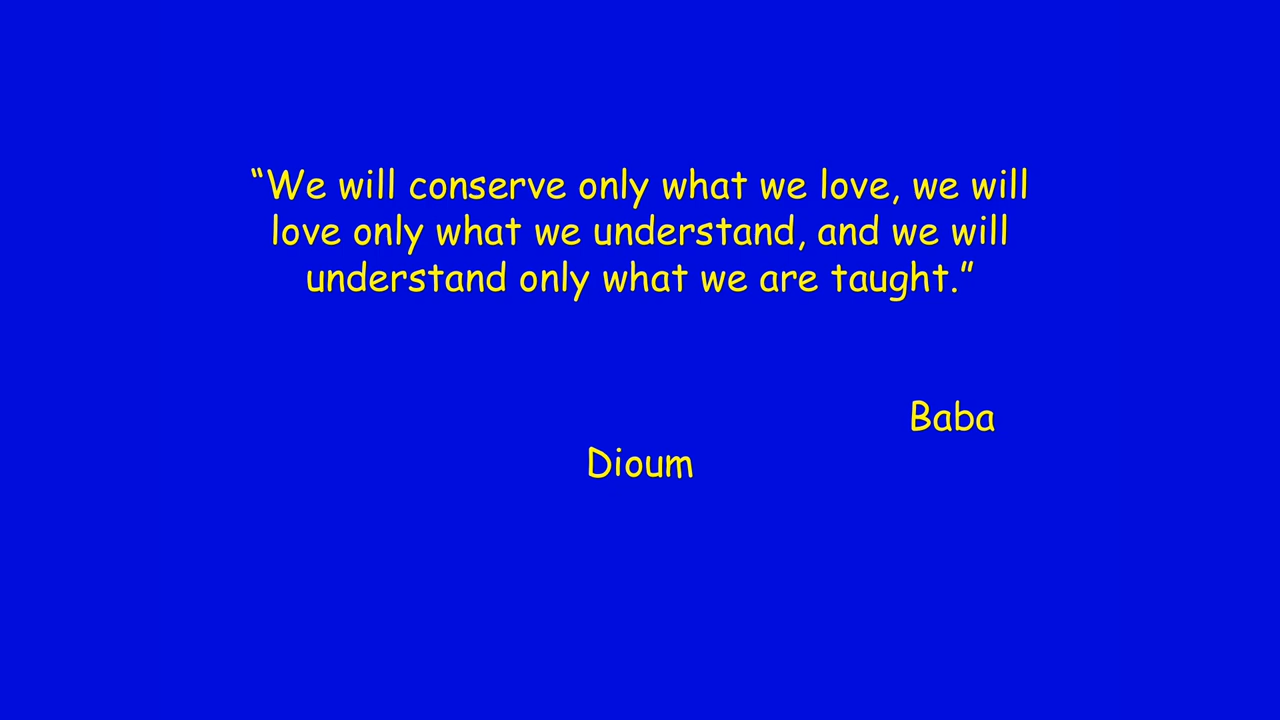 “We will conserve only what we love, we will
love only what we understand, and we will
understand only what we are taught.”
Baba
Dioum